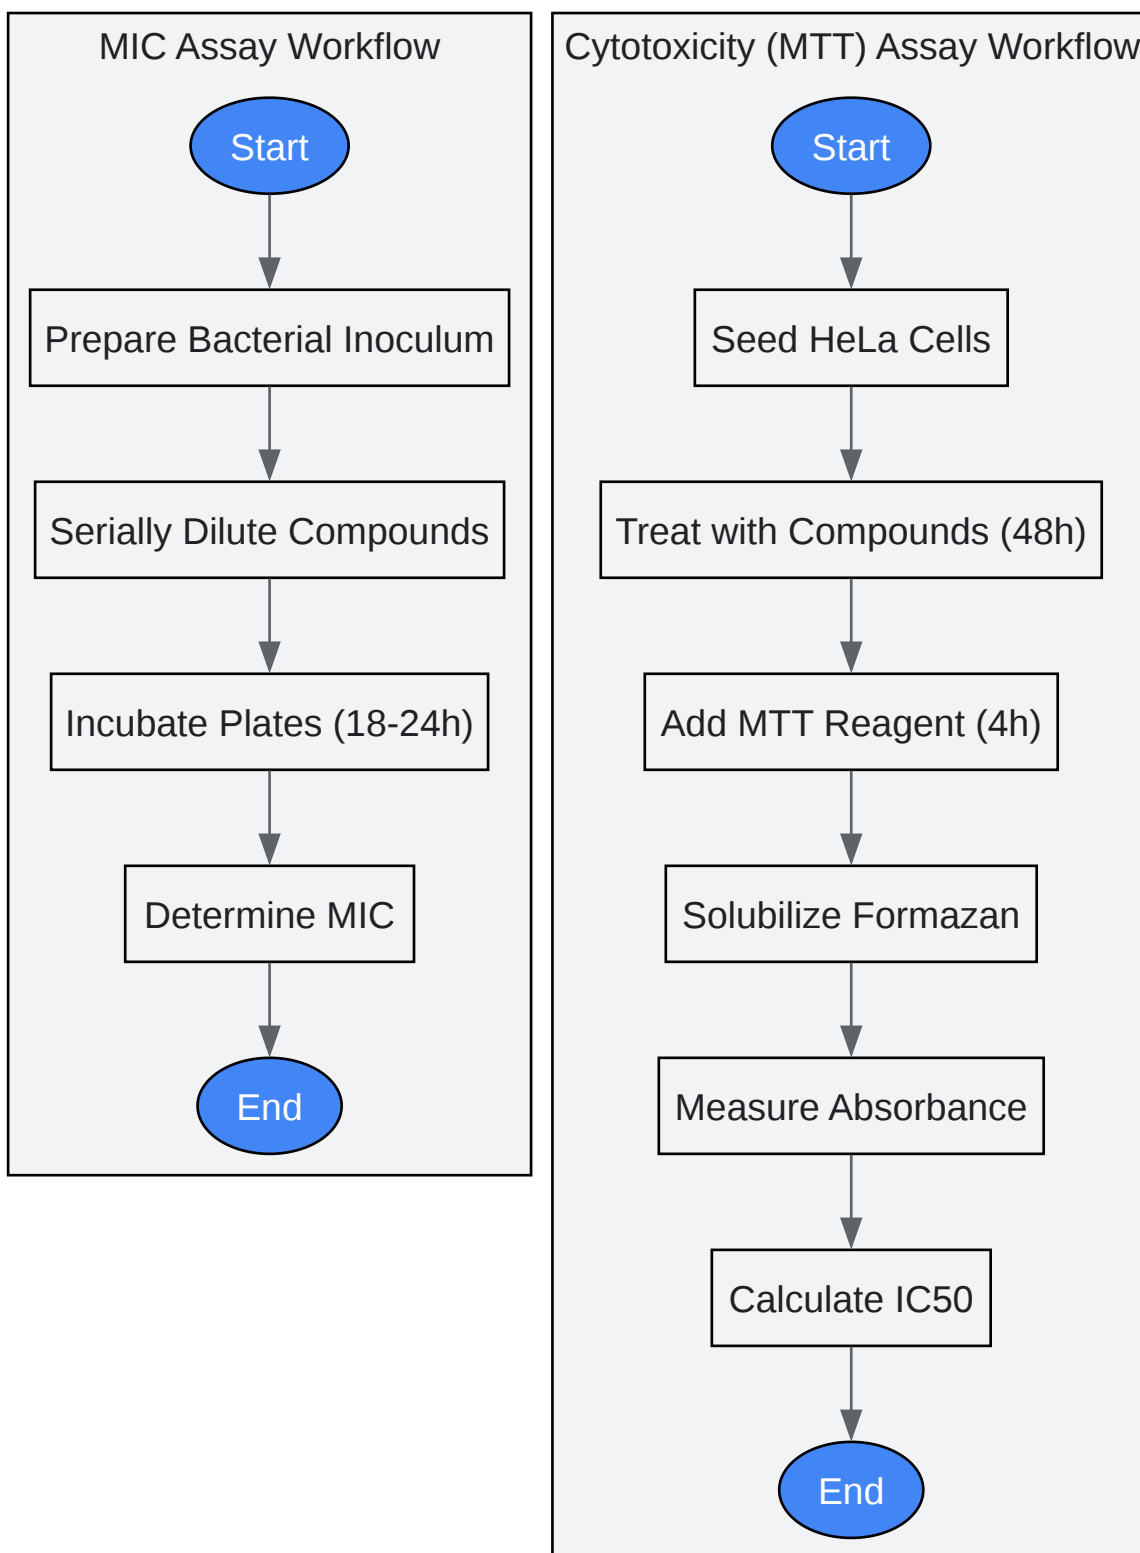 MIC Assay Workflow
Start
Prepare Bacterial Inoculum
Serially Dilute Compounds
Incubate Plates (18-24h)
Determine MIC
End
Cytotoxicity (MTT) Assay Workflow
Start
Seed HeLa Cells
Treat with Compounds (48h)
Add MTT Reagent (4h)
Solubilize Formazan
Measure Absorbance
Calculate IC50
End